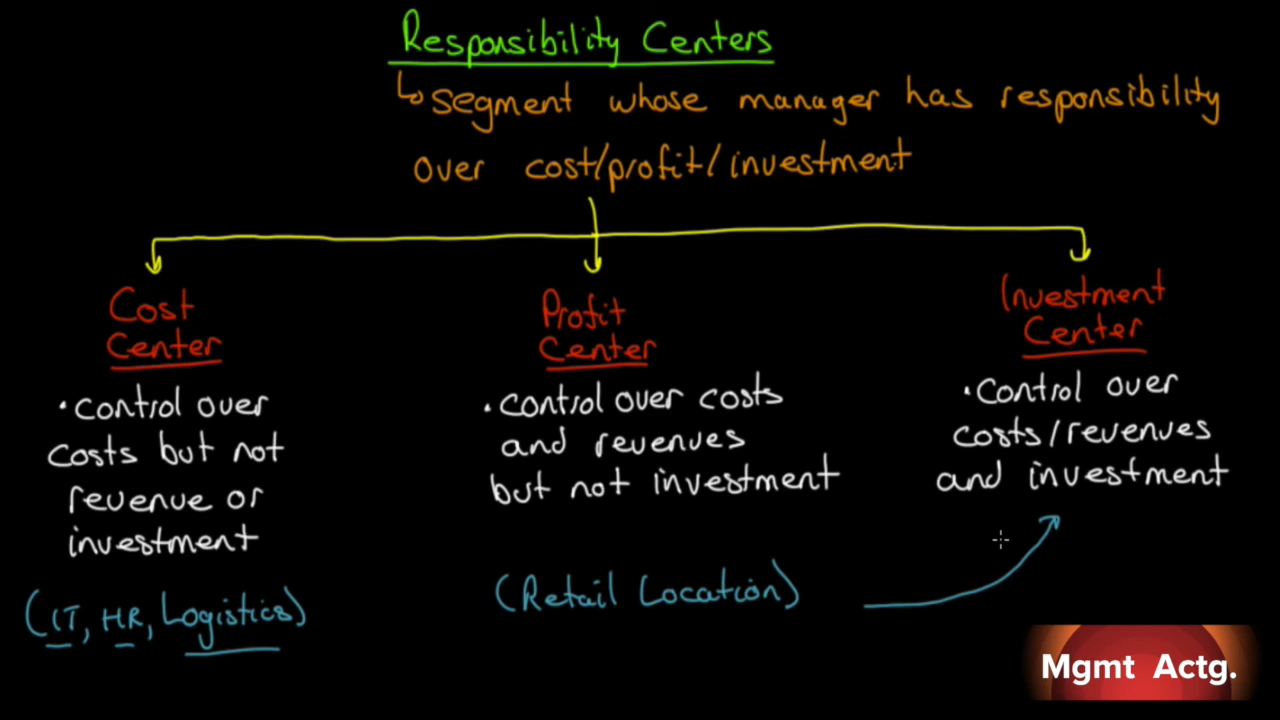 Responsibility Centers
↳ segment whose manager has responsibility
over cost/profit/investment
Cost
Center
• control over
costs but not
revenue or
investment
(IT, HR, Logistics)
Profit
Center
• control over costs
and revenues
but not investment
(Retail Location)
Investment
Center
• control over
costs/revenues
and investment
Mgmt Actg.